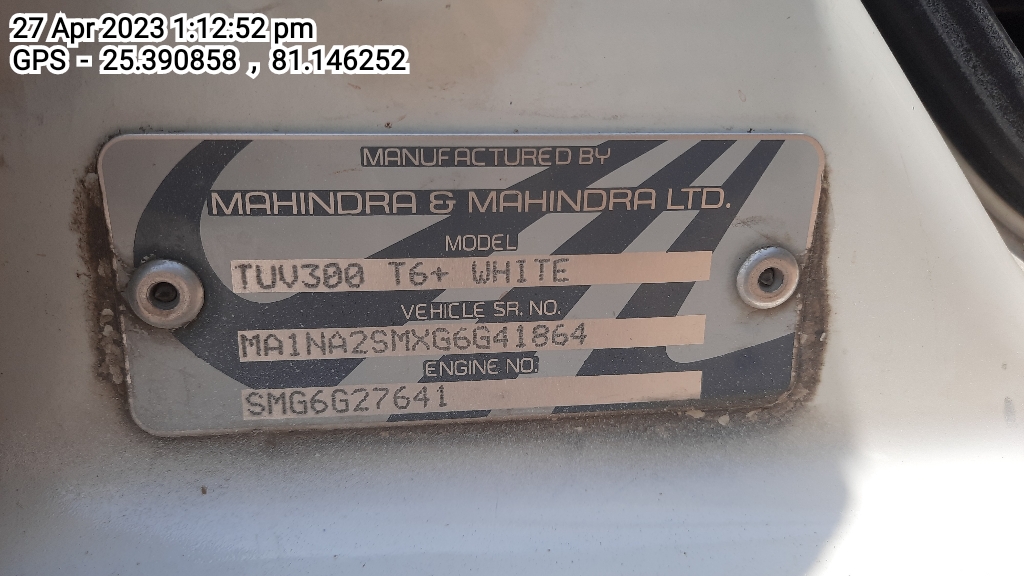 27 Apr 2023 1:12:52 pm
GPS - 25.390858 , 81.146252
MANUFACTURED BY
MAHINDRA & MAHINDRA LTD.
MODEL
TUV300 T6+ WHITE
VEHICLE SR. NO.
MA1NA2SMXG6G41864
ENGINE NO.
SMG6G27641